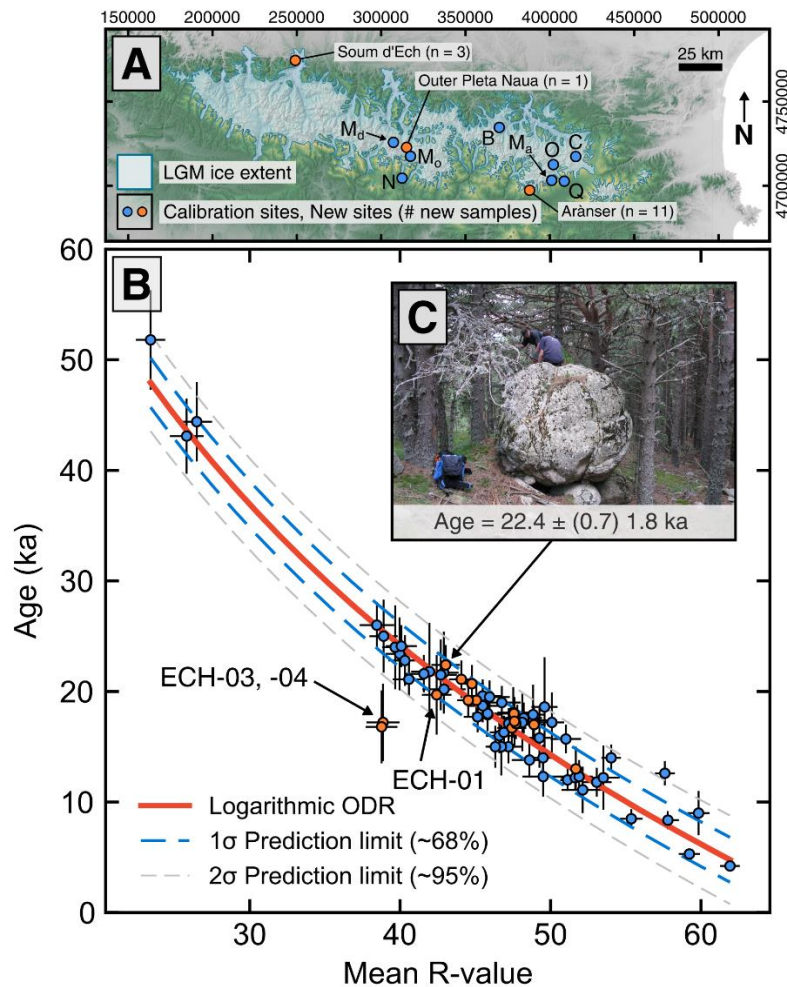 150000 200000 250000 300000 350000 400000 450000 500000
A
Soum d'Ech (n = 3)
25 km
Outer Pleta Naua (n = 1)
4750000
N
Md
Mo
B
Ma
O
C
N
Q
LGM ice extent
Calibration sites, New sites (# new samples)
Arànser (n = 11)
4700000
60
B
C
50
Age = 22.4 ± (0.7) 1.8 ka
40
Age (ka)
30
20
ECH-03, -04
ECH-01
10
Logarithmic ODR
1σ Prediction limit (~68%)
2σ Prediction limit (~95%)
0
30 40 50 60
Mean R-value